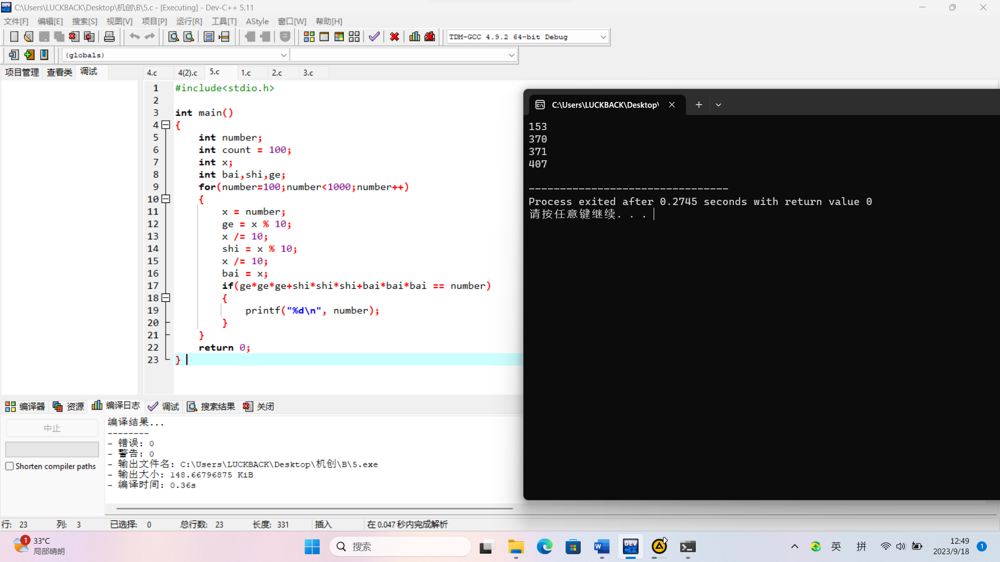 C:\Users\LUCKBACK\Desktop\机创\B\5.c - [Executing] - Dev-C++ 5.11
文件[F] 编辑[E] 搜索[S] 视图[V] 项目[P] 运行[R] 工具[T] AStyle 窗口[W] 帮助[H]
TDM-GCC 4.9.2 64-bit Debug
(globals)
项目管理 查看类 调试
4.c 4(2).c 5.c 1.c 2.c 3.c
1 #include<stdio.h>
2
3 int main()
4 {
5 int number;
6 int count = 100;
7 int x;
8 int bai,shi,ge;
9 for(number=100;number<1000;number++)
10 {
11 x = number;
12 ge = x % 10;
13 x /= 10;
14 shi = x % 10;
15 x /= 10;
16 bai = x;
17 if(ge*ge*ge+shi*shi*shi+bai*bai*bai == number)
18 {
19 printf("%d\n", number);
20 }
21 }
22 return 0;
23 }
C:\Users\LUCKBACK\Desktop\
153
370
371
407
--------------------------------
Process exited after 0.2745 seconds with return value 0
请按任意键继续. . .
编译器 资源 编译日志 调试 搜索结果 关闭
中止
Shorten compiler paths
编译结果...
--------
- 错误: 0
- 警告: 0
- 输出文件名: C:\Users\LUCKBACK\Desktop\机创\B\5.exe
- 输出大小: 148.66796875 KiB
- 编译时间: 0.36s
行: 23 列: 3 已选择: 0 总行数: 23 长度: 331 插入 在 0.047 秒内完成解析
1
33°C
局部晴朗
搜索
DEV
W
英
拼
12:49
2023/9/18
1